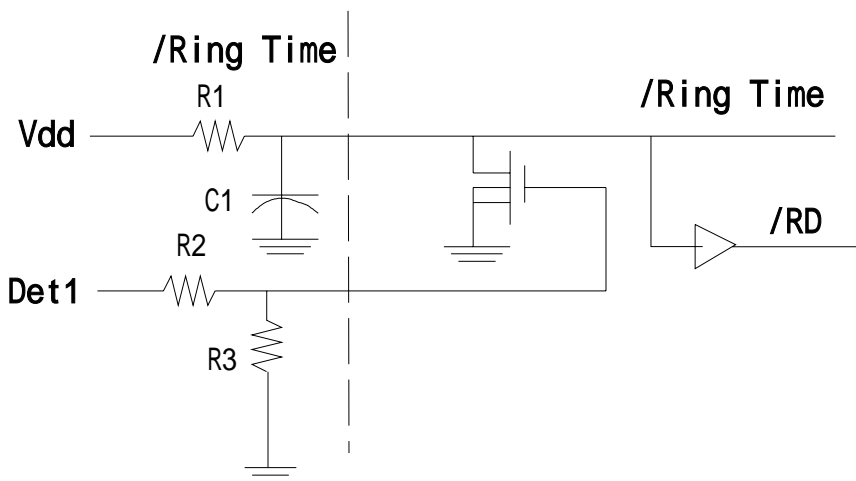 /Ring Time
R1
/Ring Time
Vdd
C1
R2
/RD
Det1
R3